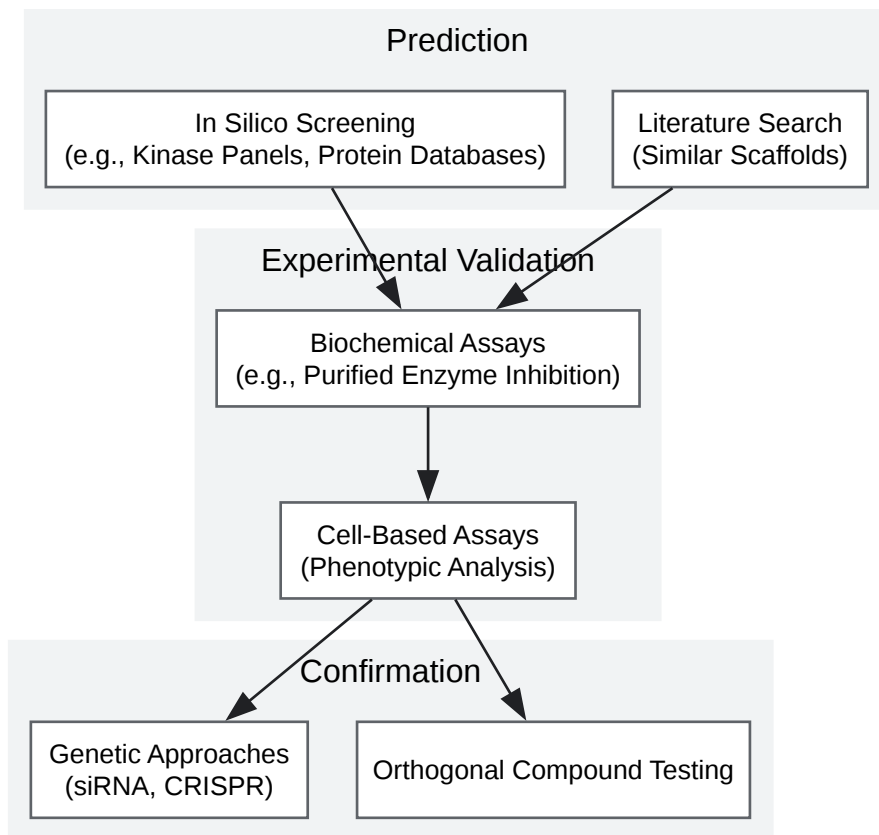 Prediction
In Silico Screening
(e.g., Kinase Panels, Protein Databases)
Literature Search
(Similar Scaffolds)
Experimental Validation
Biochemical Assays
(e.g., Purified Enzyme Inhibition)
Cell-Based Assays
(Phenotypic Analysis)
Confirmation
Genetic Approaches
(siRNA, CRISPR)
Orthogonal Compound Testing